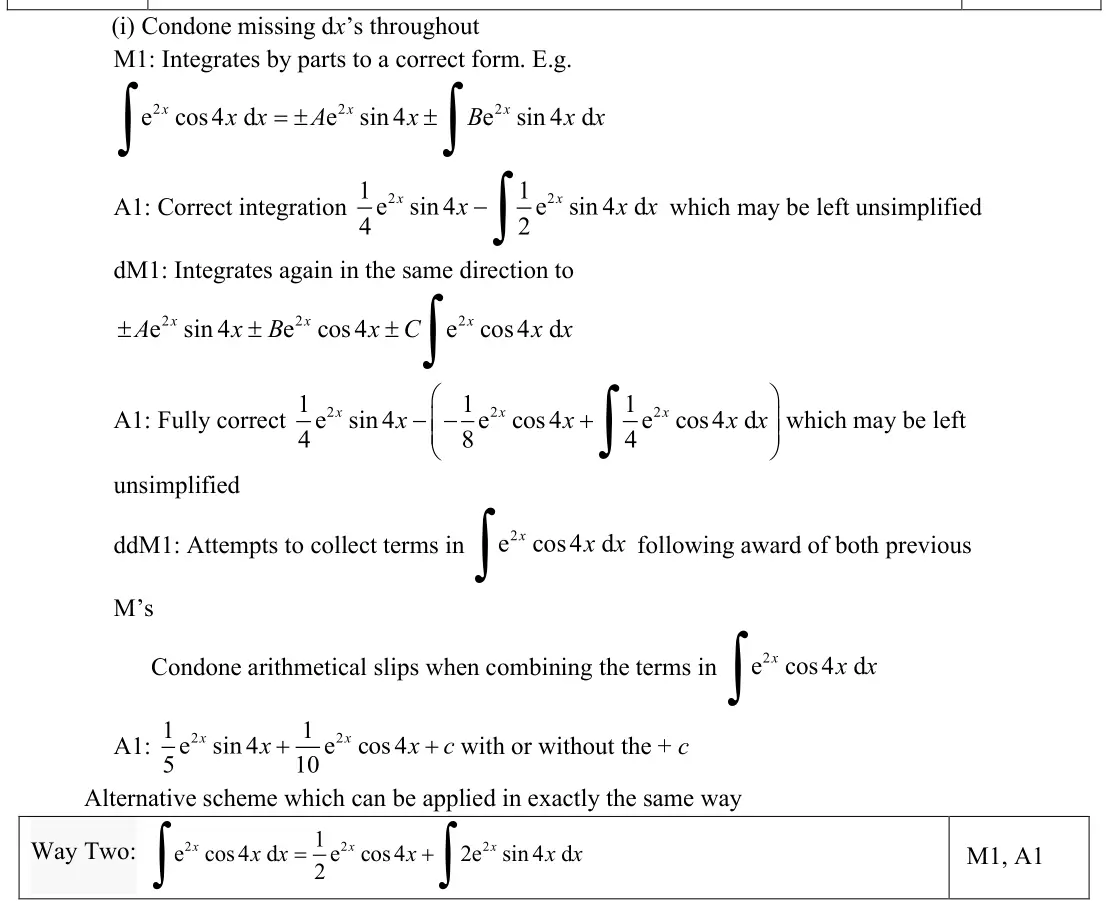 (i) Condone missing dx’s throughout
M1: Integrates by parts to a correct form. E.g.
∫ e^{2x} cos 4x dx = ±Ae^{2x} sin 4x ± ∫ Be^{2x} sin 4x dx
A1: Correct integration \frac{1}{4}e^{2x} sin 4x − ∫ \frac{1}{2}e^{2x} sin 4x dx which may be left unsimplified
dM1: Integrates again in the same direction to
±Ae^{2x} sin 4x ± Be^{2x} cos 4x ± C ∫ e^{2x} cos 4x dx
A1: Fully correct \frac{1}{4}e^{2x} sin 4x − ( −\frac{1}{8}e^{2x} cos 4x + ∫ \frac{1}{4}e^{2x} cos 4x dx ) which may be left
unsimplified
ddM1: Attempts to collect terms in ∫ e^{2x} cos 4x dx following award of both previous
M’s
Condone arithmetical slips when combining the terms in ∫ e^{2x} cos 4x dx
A1: \frac{1}{5}e^{2x} sin 4x + \frac{1}{10}e^{2x} cos 4x + c with or without the + c
Alternative scheme which can be applied in exactly the same way
Way Two: ∫ e^{2x} cos 4x dx = \frac{1}{2}e^{2x} cos 4x + ∫ 2e^{2x} sin 4x dx M1, A1